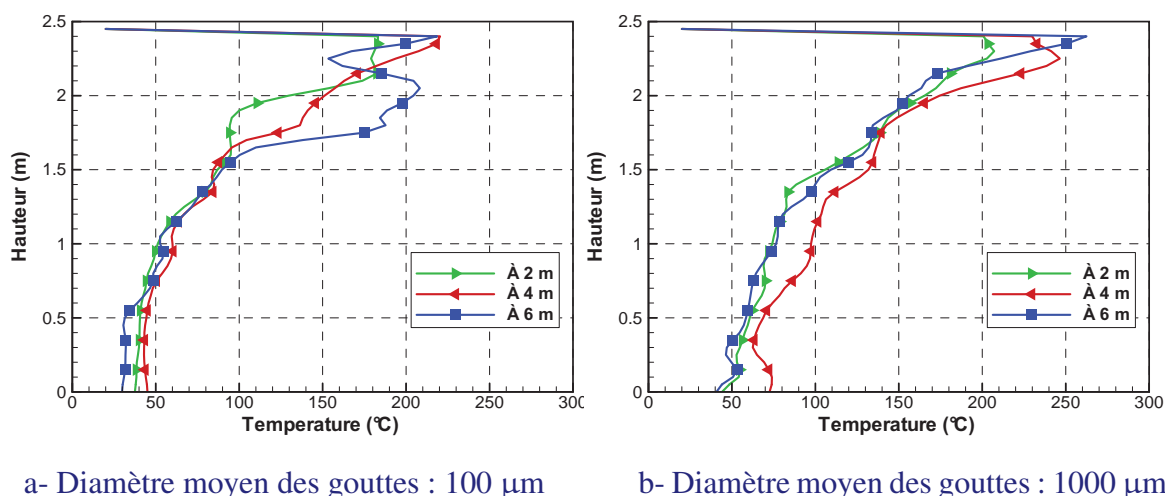 2.5
2
1.5
1
0.5
0
Hauteur (m)
0 50 100 150 200 250 300
Temperature (°C)
À 2 m
À 4 m
À 6 m
a- Diamètre moyen des gouttes : 100 µm
2.5
2
1.5
1
0.5
0
Hauteur (m)
0 50 100 150 200 250 300
Temperature (°C)
À 2 m
À 4 m
À 6 m
b- Diamètre moyen des gouttes : 1000 µm